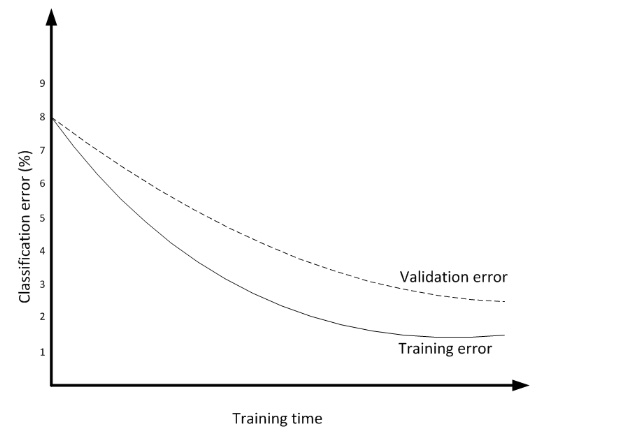 9
8
7
6
5
4
3
2
1
Classification error (%)
Validation error
Training error
Training time